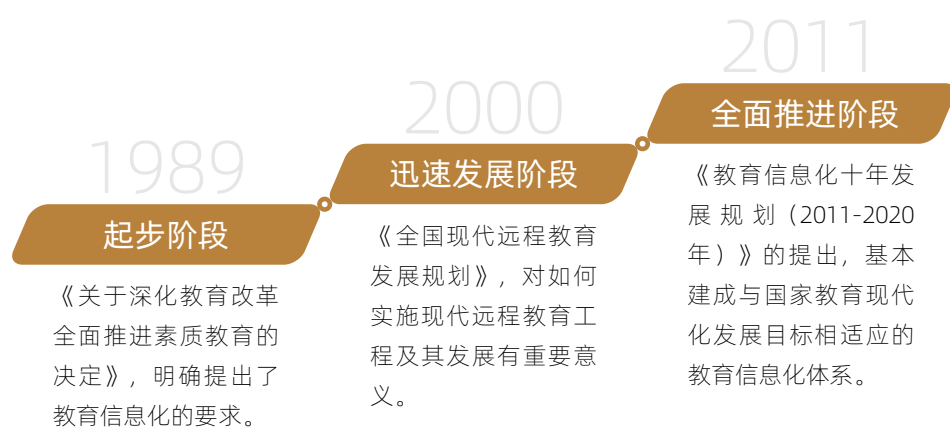 1989
起步阶段
《关于深化教育改革
全面推进素质教育的
决定》，明确提出了
教育信息化的要求。
2000
迅速发展阶段
《全国现代远程教育
发展规划》，对如何
实施现代远程教育工
程及其发展有重要意
义。
2011
全面推进阶段
《教育信息化十年发
展规划（2011-2020
年）》的提出，基本
建成与国家教育现代
化发展目标相适应的
教育信息化体系。